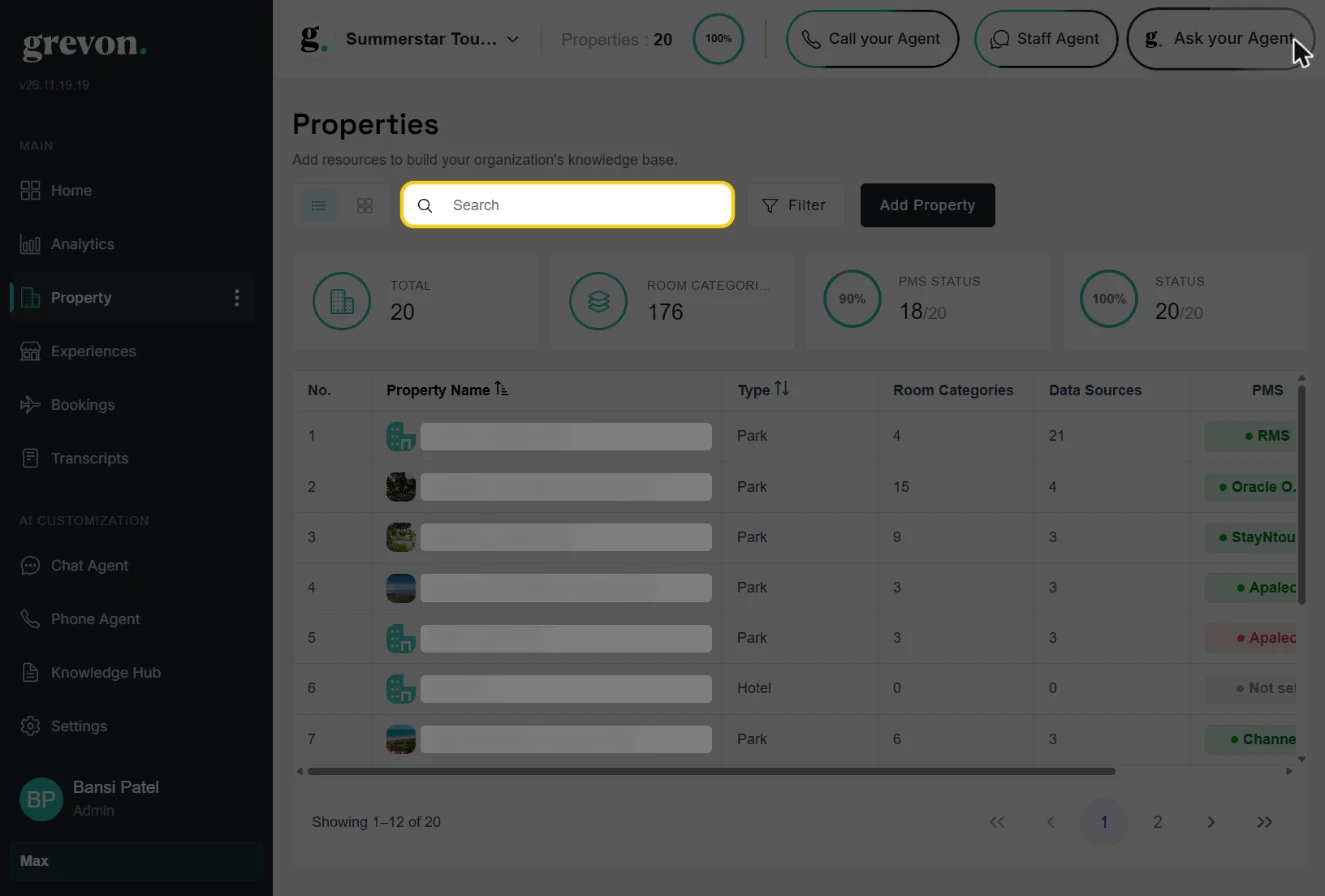 grevon.
v26.11.19.19
MAIN
Home
Analytics
Property
Experiences
Bookings
Transcripts
AI CUSTOMIZATION
Chat Agent
Phone Agent
Knowledge Hub
Settings
BP
Bansi Patel
Admin
Max
g.
Summerstar Tou...
Properties : 20
100%
Call your Agent
Staff Agent
g. Ask your Agent
Properties
Add resources to build your organization's knowledge base.
Search
Filter
Add Property
TOTAL
20
ROOM CATEGORI...
176
90%
PMS STATUS
18/20
100%
STATUS
20/20
No. Property Name Type Room Categories Data Sources PMS
1 Park 4 21 RMS
2 Park 15 4 Oracle O.
3 Park 9 3 StayNtou
4 Park 3 3 Apaleo
5 Park 3 3 Apaleo
6 Hotel 0 0 Not set
7 Park 6 3 Channe
Showing 1–12 of 20
1 2